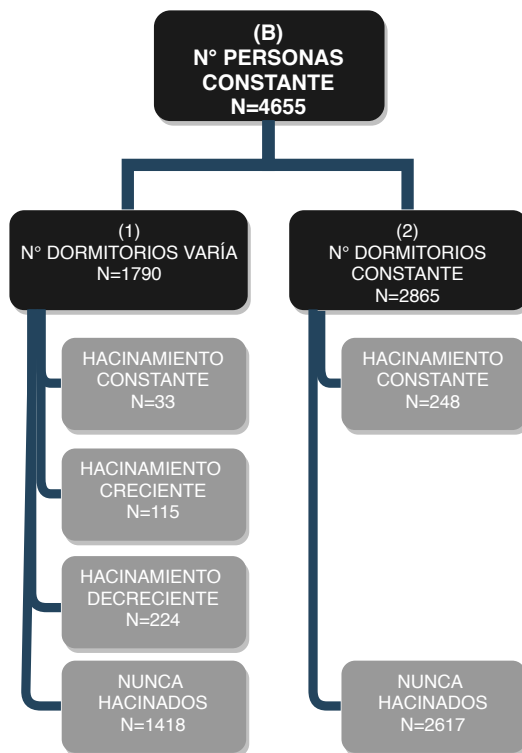 (B)
N° PERSONAS
CONSTANTE
N=4655
(1)
N° DORMITORIOS VARÍA
N=1790
HACINAMIENTO
CONSTANTE
N=33
HACINAMIENTO
CRECIENTE
N=115
HACINAMIENTO
DECRECIENTE
N=224
NUNCA
HACINADOS
N=1418
(2)
N° DORMITORIOS
CONSTANTE
N=2865
HACINAMIENTO
CONSTANTE
N=248
NUNCA
HACINADOS
N=2617